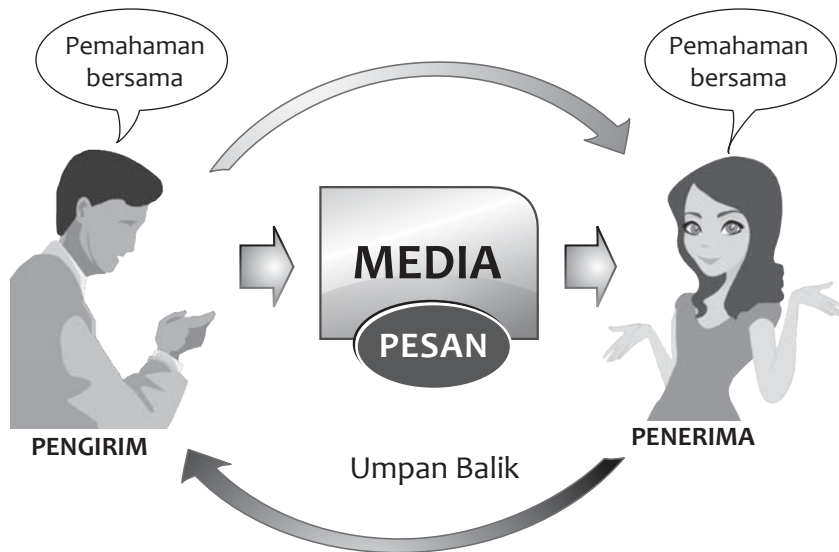 Pemahaman
bersama
Pemahaman
bersama
MEDIA
PESAN
PENGIRIM
PENERIMA
Umpan Balik